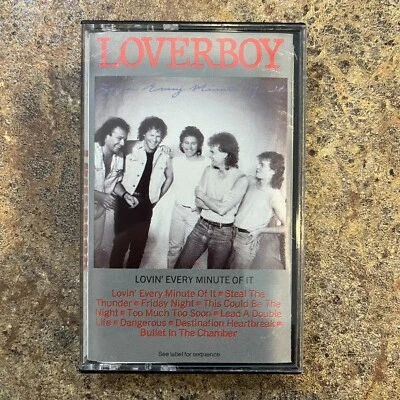 LOVERBOY
Lovin' Every Minute Of It
LOVIN' EVERY MINUTE OF IT
Lovin' Every Minute Of It ■ Steal The
Thunder ■ Friday Night ■ This Could Be The
Night ■ Too Much Too Soon ■ Lead A Double
Life ■ Dangerous ■ Destination Heartbreak ■
Bullet In The Chamber
See label for sequence